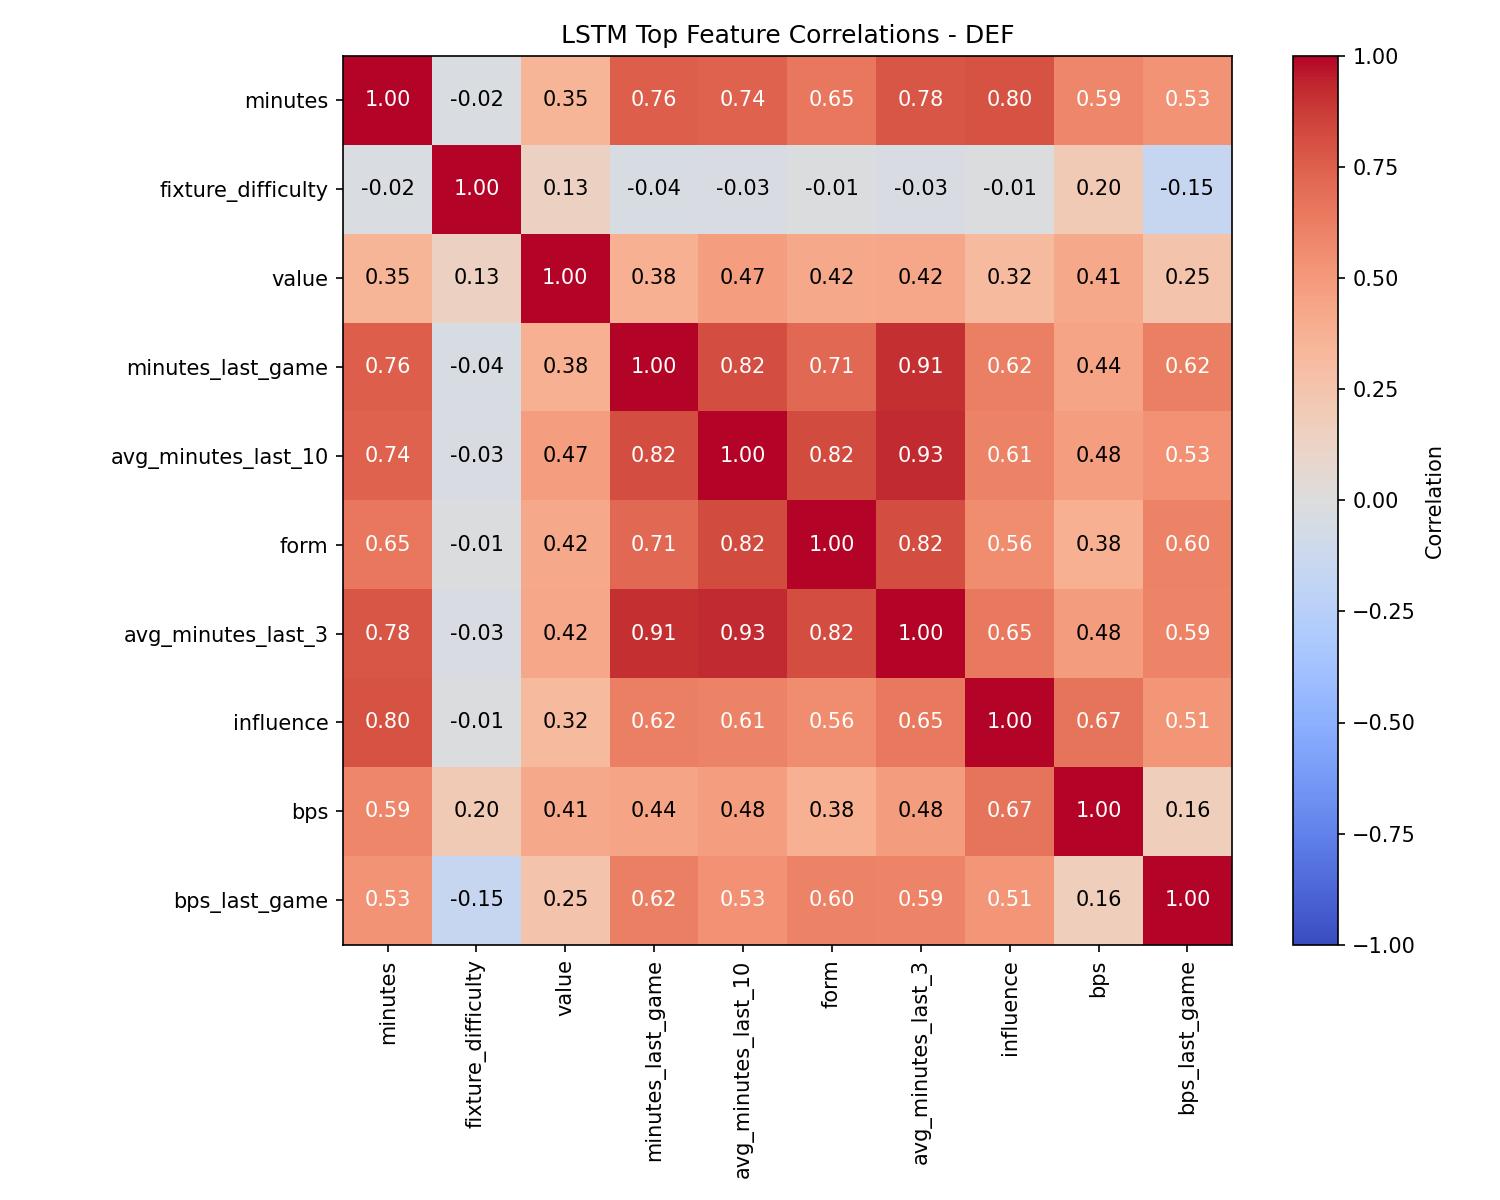 LSTM Top Feature Correlations - DEF
minutes 1.00 -0.02 0.35 0.76 0.74 0.65 0.78 0.80 0.59 0.53
fixture_difficulty -0.02 1.00 0.13 -0.04 -0.03 -0.01 -0.03 -0.01 0.20 -0.15
value 0.35 0.13 1.00 0.38 0.47 0.42 0.42 0.32 0.41 0.25
minutes_last_game 0.76 -0.04 0.38 1.00 0.82 0.71 0.91 0.62 0.44 0.62
avg_minutes_last_10 0.74 -0.03 0.47 0.82 1.00 0.82 0.93 0.61 0.48 0.53
form 0.65 -0.01 0.42 0.71 0.82 1.00 0.82 0.56 0.38 0.60
avg_minutes_last_3 0.78 -0.03 0.42 0.91 0.93 0.82 1.00 0.65 0.48 0.59
influence 0.80 -0.01 0.32 0.62 0.61 0.56 0.65 1.00 0.67 0.51
bps 0.59 0.20 0.41 0.44 0.48 0.38 0.48 0.67 1.00 0.16
bps_last_game 0.53 -0.15 0.25 0.62 0.53 0.60 0.59 0.51 0.16 1.00
minutes
fixture_difficulty
value
minutes_last_game
avg_minutes_last_10
form
avg_minutes_last_3
influence
bps
bps_last_game
1.00
0.75
0.50
0.25
0.00
−0.25
−0.50
−0.75
−1.00
Correlation